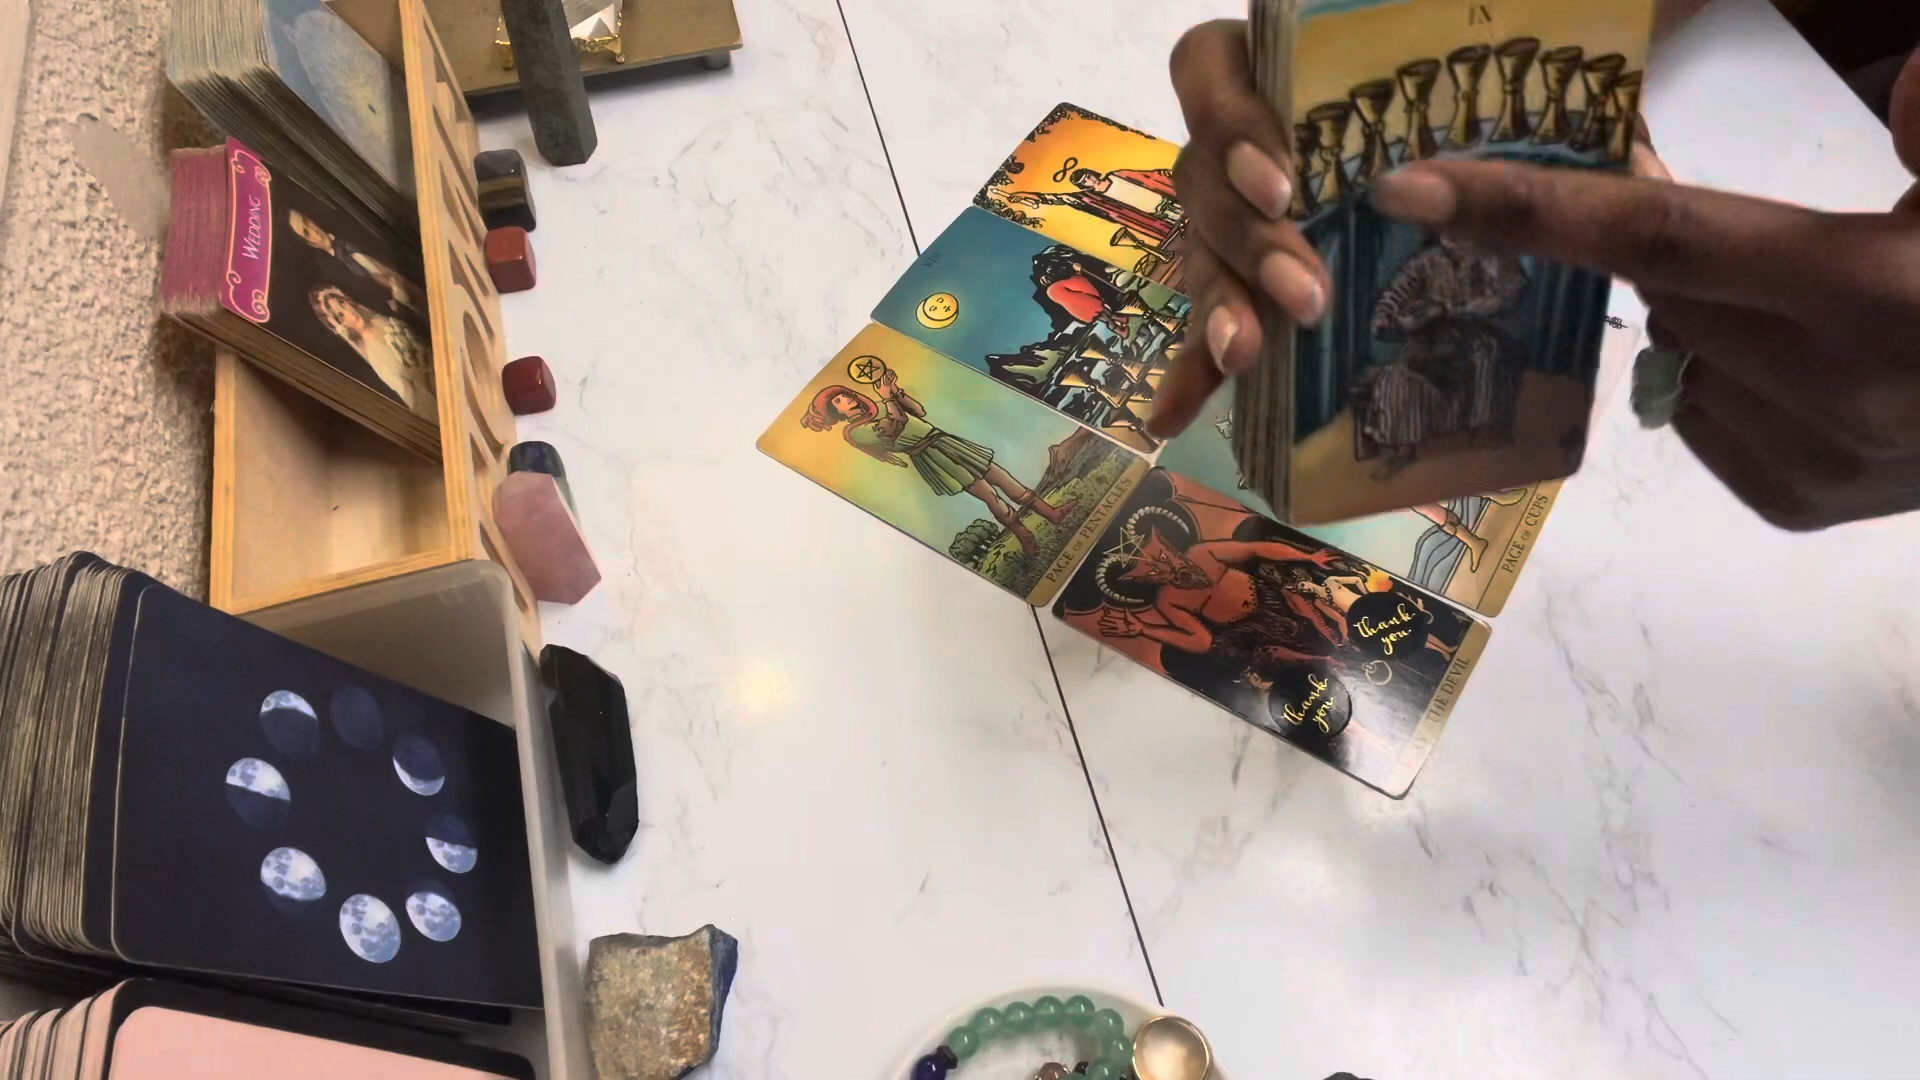 IX
WEDDING
VIII
PAGE OF PENTACLES
PAGE OF CUPS
thank
you.
thank
you.
THE DEVIL